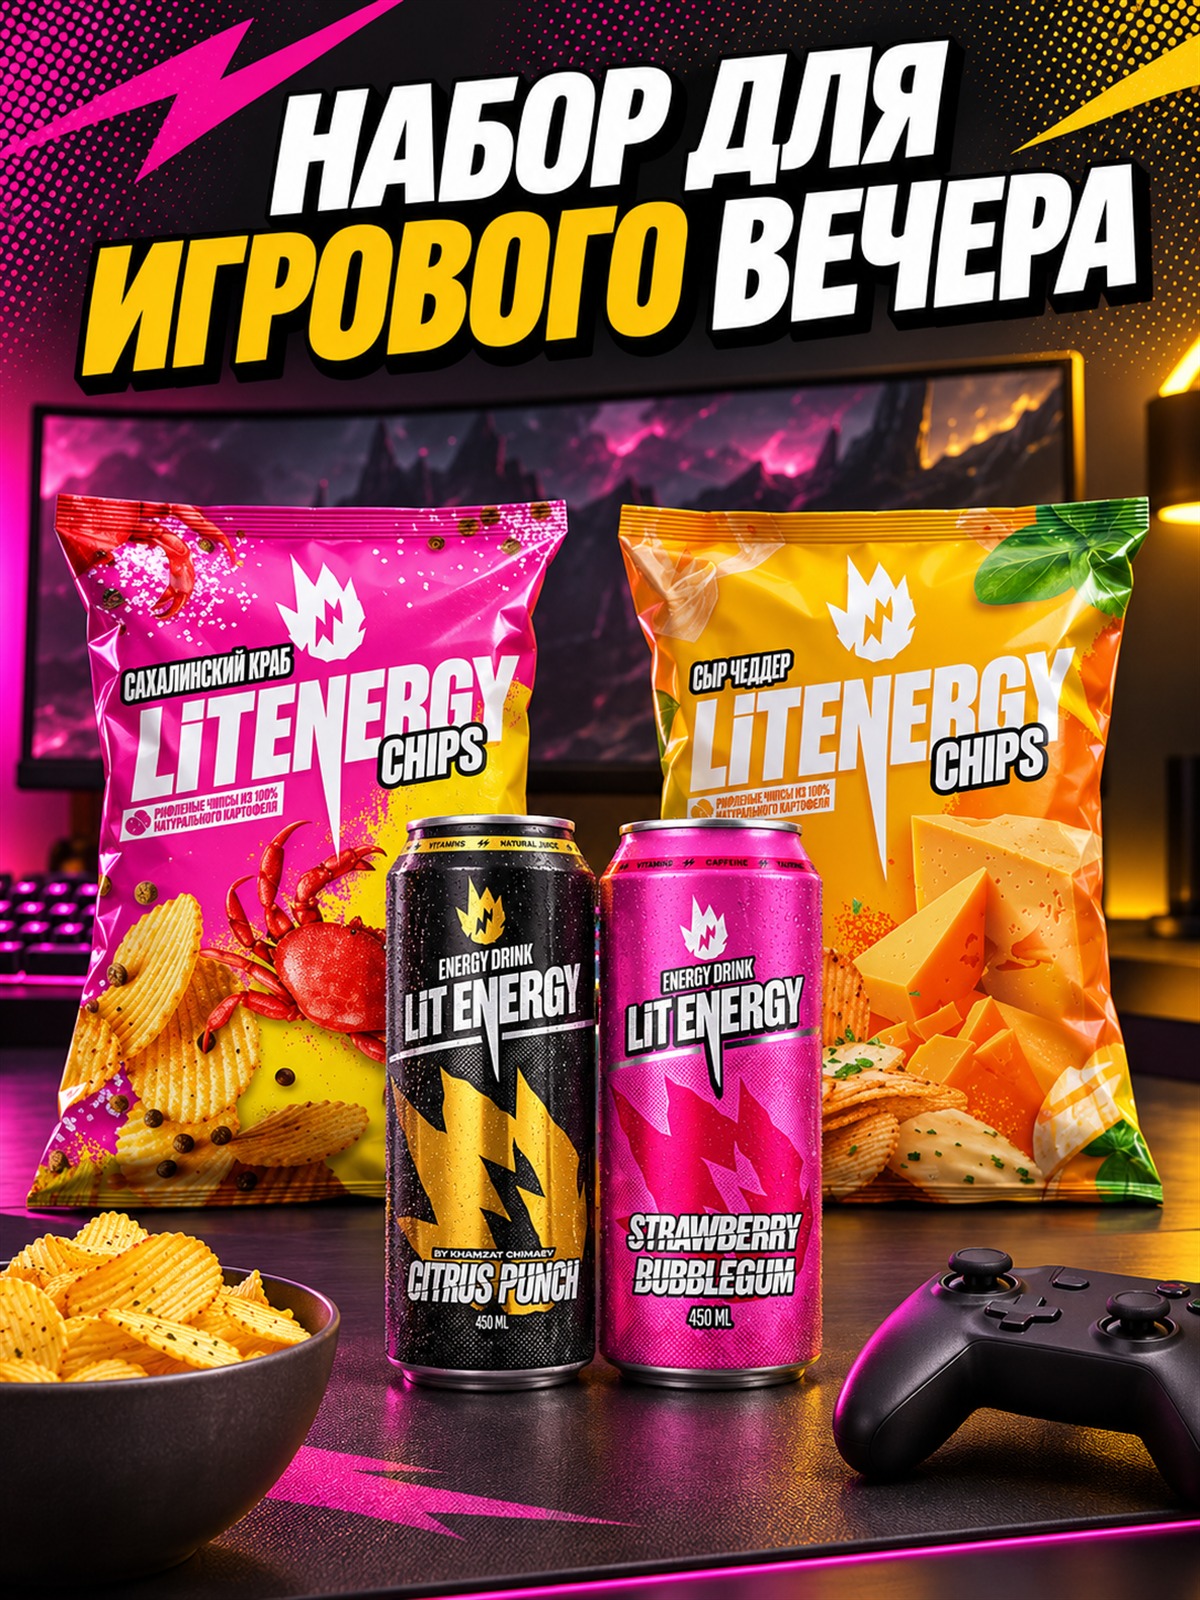 НАБОР ДЛЯ
ИГРОВОГО ВЕЧЕРА
САХАЛИНСКИЙ КРАБ
LiTENERGY
CHIPS
РИФЛЕНЫЕ ЧИПСЫ ИЗ 100%
НАТУРАЛЬНОГО КАРТОФЕЛЯ
СЫР ЧЕДДЕР
LiTENERGY
CHIPS
РИФЛЕНЫЕ ЧИПСЫ ИЗ 100%
НАТУРАЛЬНОГО КАРТОФЕЛЯ
VITAMINS NATURAL JUICE
ENERGY DRINK
LiT ENERGY
BY KHAMZAT CHIMAEV
CITRUS PUNCH
450 ML
VITAMINS CAFFEINE
ENERGY DRINK
LiT ENERGY
STRAWBERRY
BUBBLEGUM
450 ML